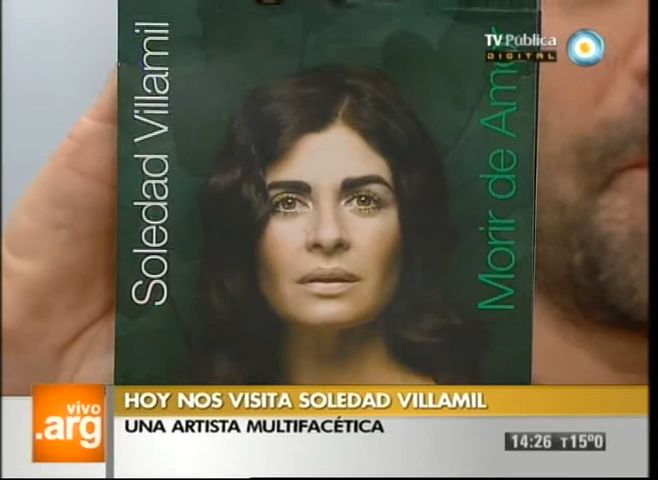 TV Pública
DIGITAL
Soledad Villamil
Morir de Amor
vivo
.arg
HOY NOS VISITA SOLEDAD VILLAMIL
UNA ARTISTA MULTIFACÉTICA
14:26 T15º0